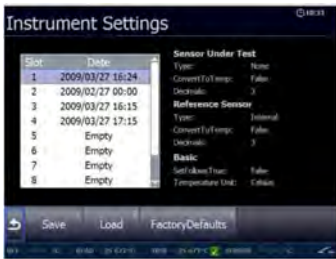 Instrument Settings
Slot Date
1 2009/03/27 16:24
2 2009/02/27 00:00
3 2009/03/27 16:15
4 2009/03/27 17:15
5 Empty
6 Empty
7 Empty
8 Empty
Sensor Under Test
Type: None
ConvertToTemp: False
Decimals: 3
Reference Sensor
Type: Internal
ConvertToTemp: False
Decimals: 3
Basic
SetFollowsTrue: False
Temperature Unit: Celsius
Save Load FactoryDefaults